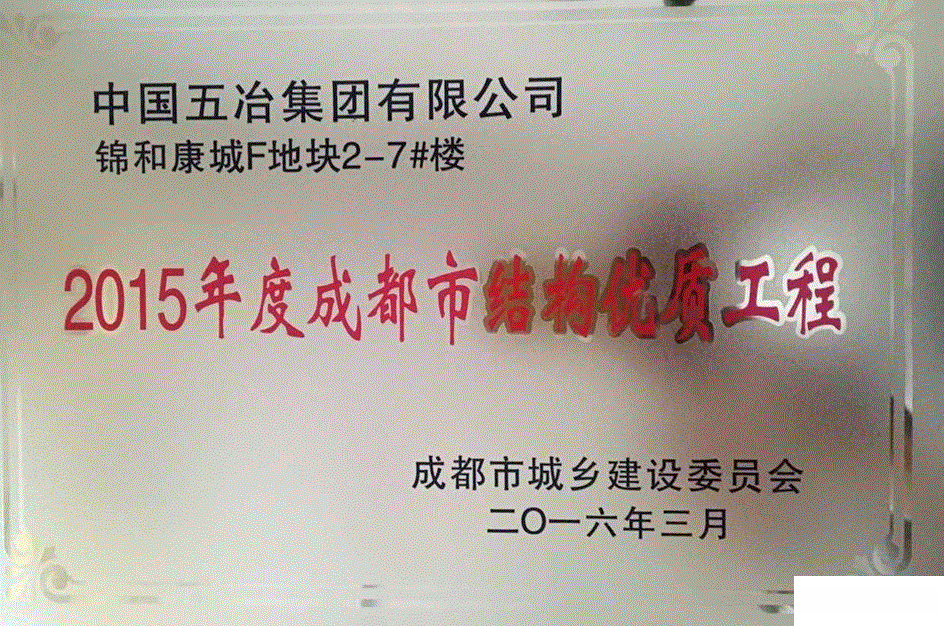 中国五冶集团有限公司
锦和康城F地块2-7#楼
2015年度成都市结构优质工程
成都市城乡建设委员会
二O一六年三月